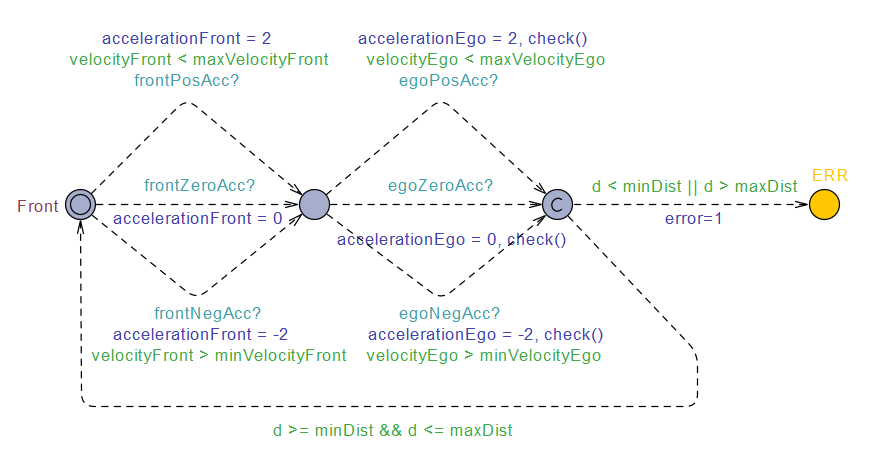 accelerationFront = 2
velocityFront < maxVelocityFront
frontPosAcc?
accelerationEgo = 2, check()
velocityEgo < maxVelocityEgo
egoPosAcc?
Front
frontZeroAcc?
accelerationFront = 0
egoZeroAcc?
accelerationEgo = 0, check()
C
d < minDist || d > maxDist
error=1
ERR
frontNegAcc?
accelerationFront = -2
velocityFront > minVelocityFront
egoNegAcc?
accelerationEgo = -2, check()
velocityEgo > minVelocityEgo
d >= minDist && d <= maxDist